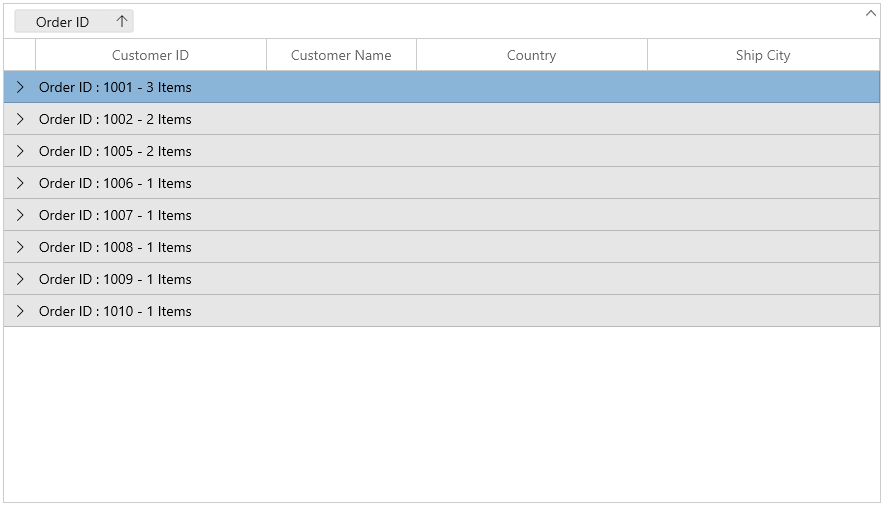 Order ID
Customer ID Customer Name Country Ship City
Order ID : 1001 - 3 Items
Order ID : 1002 - 2 Items
Order ID : 1005 - 2 Items
Order ID : 1006 - 1 Items
Order ID : 1007 - 1 Items
Order ID : 1008 - 1 Items
Order ID : 1009 - 1 Items
Order ID : 1010 - 1 Items